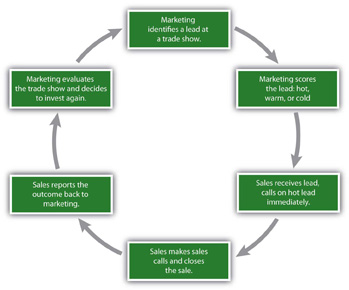 Marketing
identifies a lead at
a trade show.
Marketing scores
the lead: hot,
warm, or cold
Sales receives lead,
calls on hot lead
immediately.
Sales makes sales
calls and closes
the sale.
Sales reports the
outcome back to
marketing.
Marketing evaluates
the trade show and decides
to invest again.